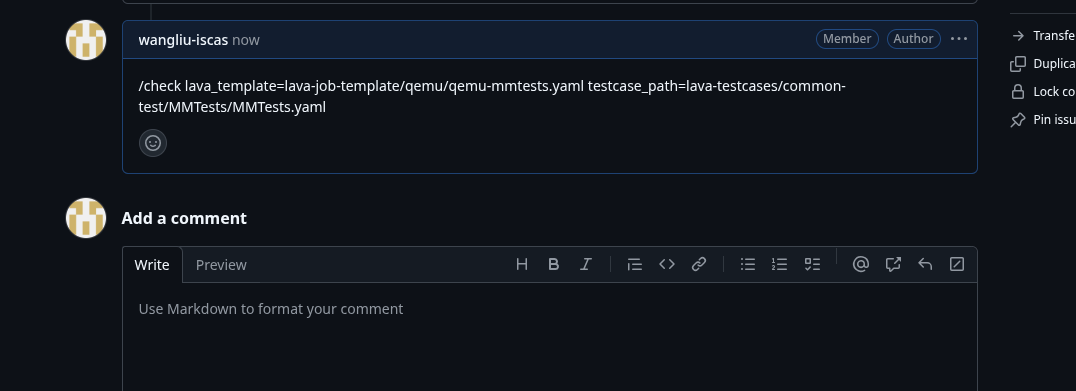 wangliu-iscas now
Member
Author
/check lava_template=lava-job-template/qemu/qemu-mmtests.yaml testcase_path=lava-testcases/common-
test/MMTests/MMTests.yaml
Transfe
Duplica
Lock co
Pin issu
Add a comment
Write
Preview
H B I
Use Markdown to format your comment